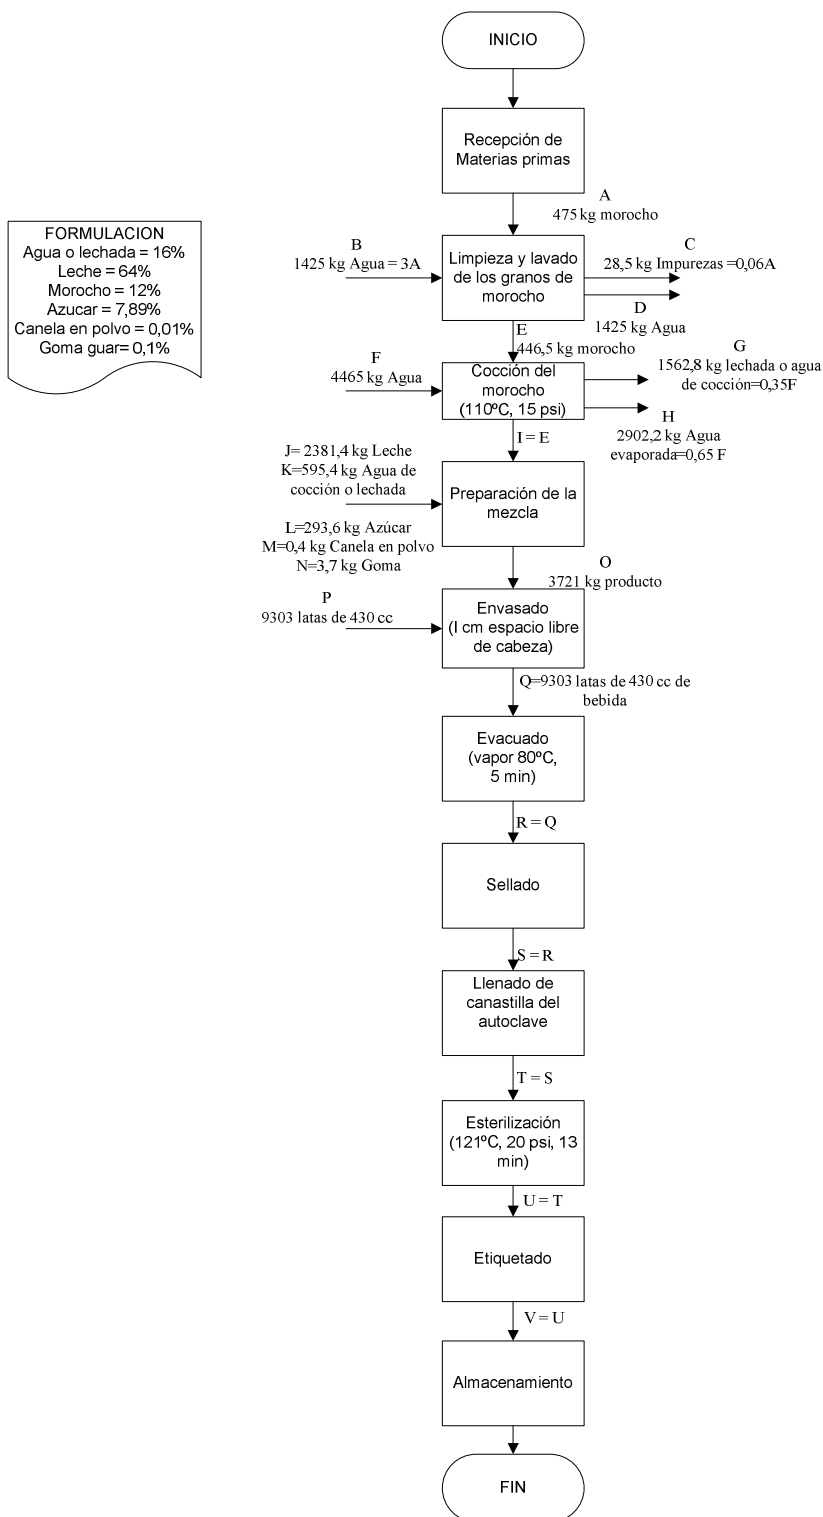 INICIO
Recepción de
Materias primas
A
475 kg morocho
FORMULACION
Agua o lechada = 16%
Leche = 64%
Morocho = 12%
Azucar = 7,89%
Canela en polvo = 0,01%
Goma guar= 0,1%
B
1425 kg Agua = 3A
Limpieza y lavado
de los granos de
morocho
C
28,5 kg Impurezas =0,06A
D
1425 kg Agua
E
446,5 kg morocho
F
4465 kg Agua
Cocción del
morocho
(110ºC, 15 psi)
G
1562,8 kg lechada o agua
de cocción=0,35F
H
2902,2 kg Agua
evaporada=0,65 F
I = E
J= 2381,4 kg Leche
K=595,4 kg Agua de
cocción o lechada
L=293,6 kg Azúcar
M=0,4 kg Canela en polvo
N=3,7 kg Goma
Preparación de la
mezcla
O
3721 kg producto
P
9303 latas de 430 cc
Envasado
(I cm espacio libre
de cabeza)
Q=9303 latas de 430 cc de
bebida
Evacuado
(vapor 80ºC,
5 min)
R = Q
Sellado
S = R
Llenado de
canastilla del
autoclave
T = S
Esterilización
(121ºC, 20 psi, 13
min)
U = T
Etiquetado
V = U
Almacenamiento
FIN